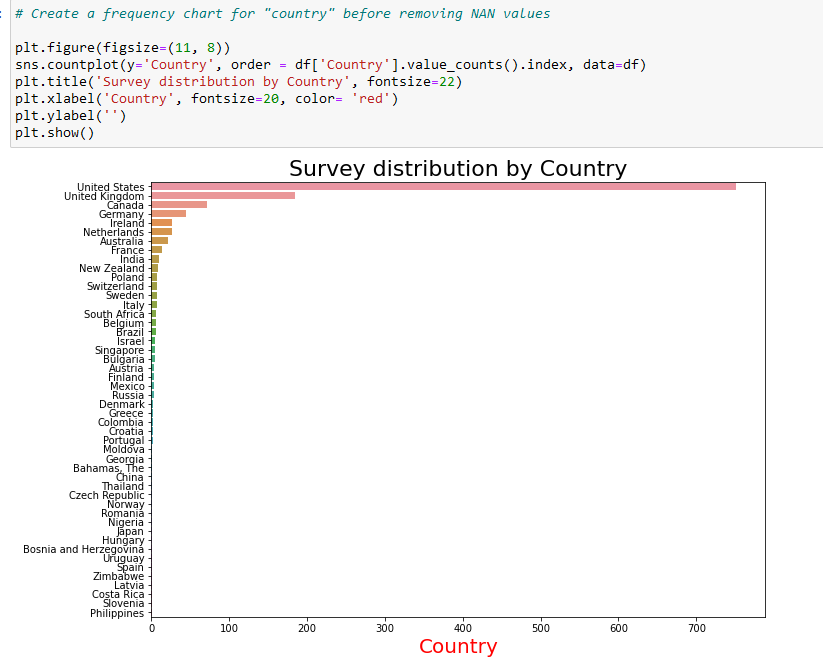 # Create a frequency chart for "country" before removing NAN values
plt.figure(figsize=(11, 8))
sns.countplot(y='Country', order = df['Country'].value_counts().index, data=df)
plt.title('Survey distribution by Country', fontsize=22)
plt.xlabel('Country', fontsize=20, color= 'red')
plt.ylabel('')
plt.show()
Survey distribution by Country
United States
United Kingdom
Canada
Germany
Ireland
Netherlands
Australia
France
India
New Zealand
Poland
Switzerland
Sweden
Italy
South Africa
Belgium
Brazil
Israel
Singapore
Bulgaria
Austria
Finland
Mexico
Russia
Denmark
Greece
Colombia
Croatia
Portugal
Moldova
Georgia
Bahamas, The
China
Thailand
Czech Republic
Norway
Romania
Nigeria
Japan
Hungary
Bosnia and Herzegovina
Uruguay
Spain
Zimbabwe
Latvia
Costa Rica
Slovenia
Philippines
0 100 200 300 400 500 600 700
Country